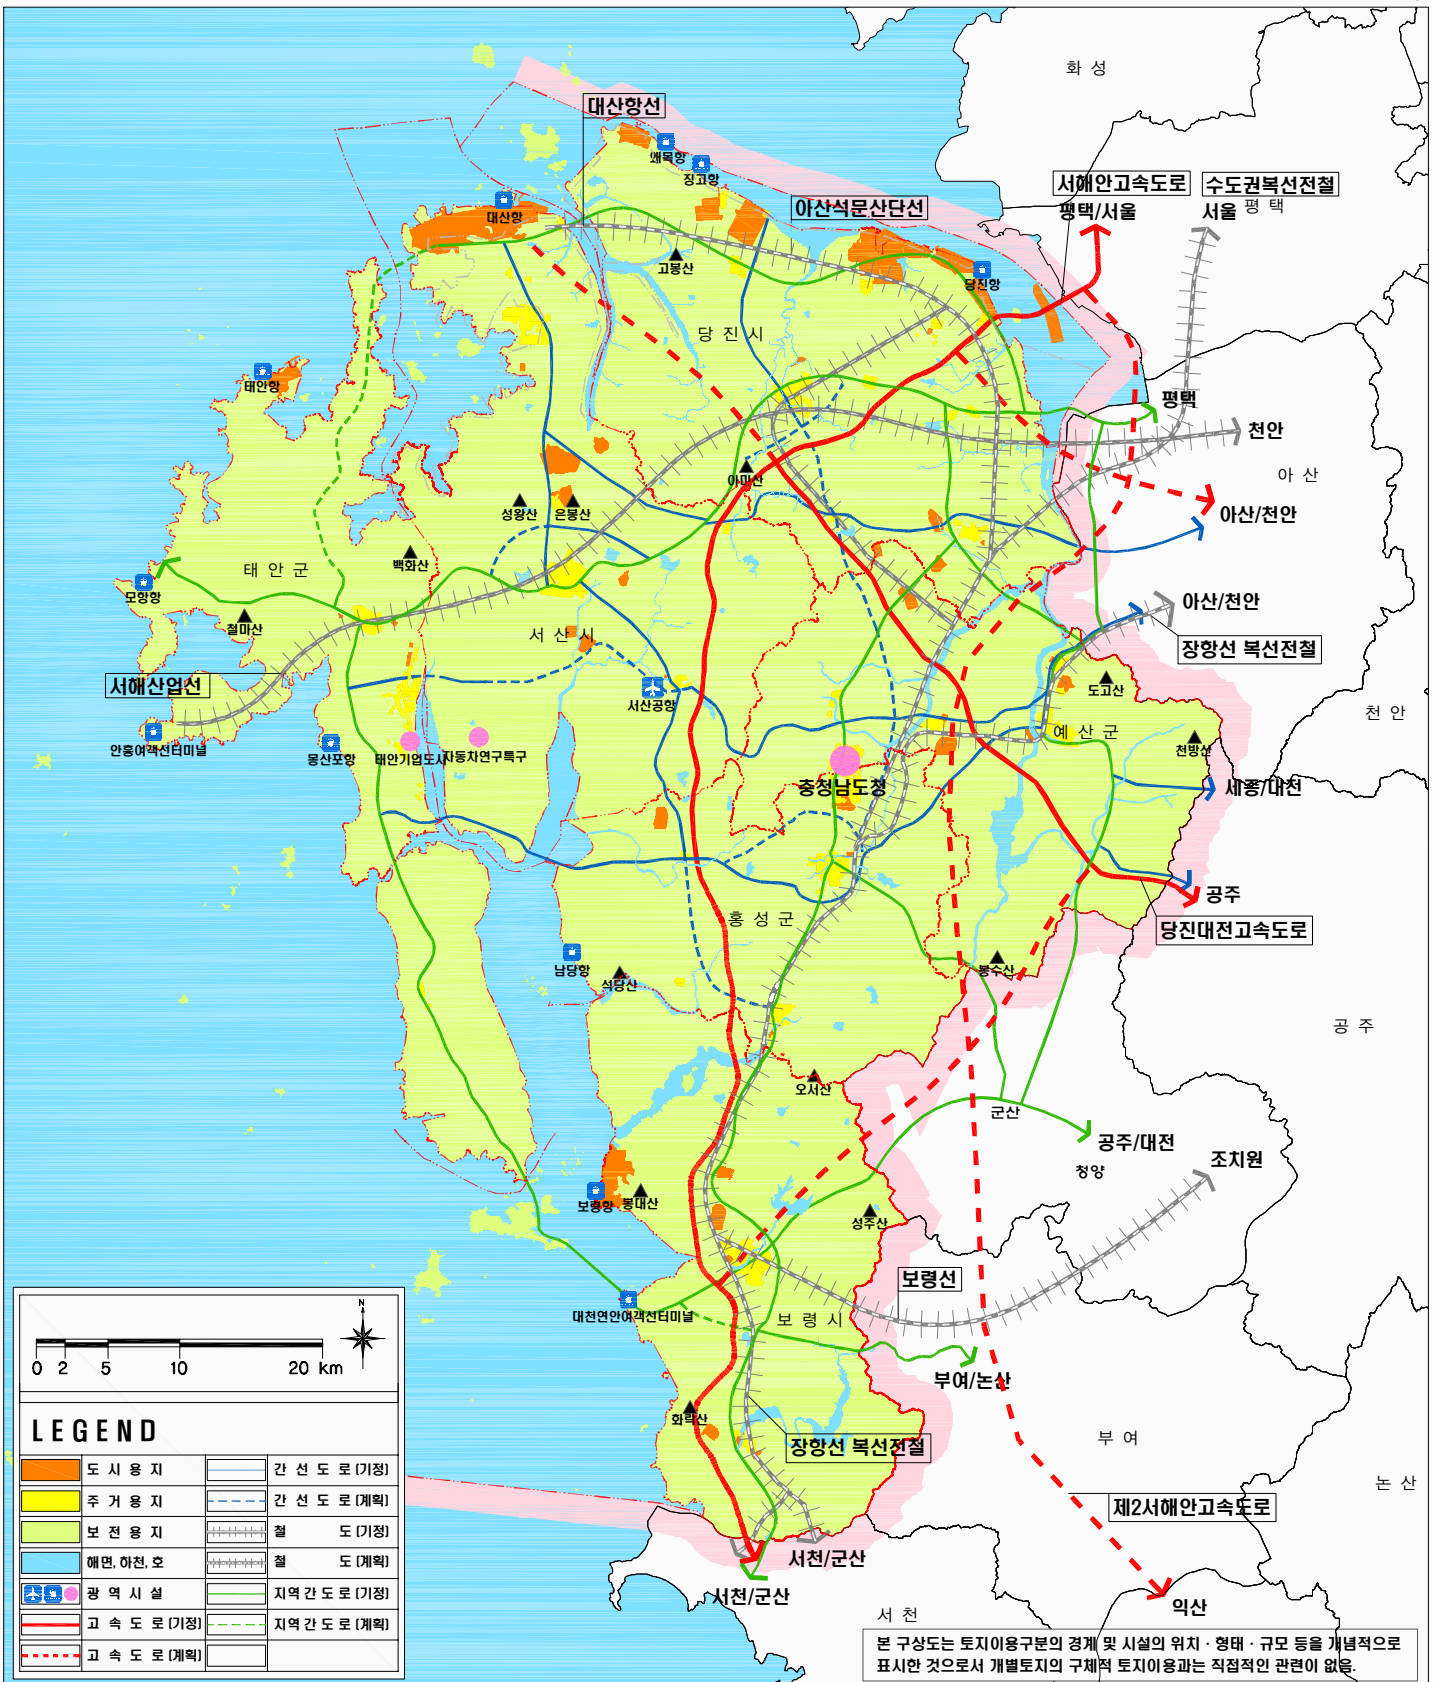 화 성
대산항선
왜목항
징고항
서해안고속도로
수도권복선전철
평택/서울
서울
평 택
대산항
아산석문산단선
고봉산
당진항
당 진 시
태안항
평택
천안
아 산
아미산
성왕산
은봉산
아산/천안
백화산
태 안 군
모항항
철마산
아산/천안
서 산 시
장항선 복선전철
도고산
서해산업선
서산공항
천 안
안흥여객선터미널
봉산포항
태안기업도시
자동차연구특구
예 산 군
천방산
충청남도청
세종/대전
공주
홍 성 군
당진대전고속도로
남당항
석당산
봉수산
공 주
오서산
군산
공주/대전
청양
조치원
보령항
봉대산
성주산
보령선
대천연안여객선터미널
보 령 시
부여/논산
화락산
장항선 복선전철
부 여
논 산
제2서해안고속도로
서천/군산
서천/군산
익산
서 천
N
0 2 5 10 20 km
LEGEND
도 시 용 지
간 선 도 로 (기정)
주 거 용 지
간 선 도 로 (계획)
보 전 용 지
철 도 (기정)
해면, 하천, 호
철 도 (계획)
광 역 시 설
지역 간 도 로 (기정)
고 속 도 로 (기정)
지역 간 도 로 (계획)
고 속 도 로 (계획)
본 구상도는 토지이용구분의 경계 및 시설의 위치 · 형태 · 규모 등을 개념적으로
표시한 것으로서 개별토지의 구체적 토지이용과는 직접적인 관련이 없음.